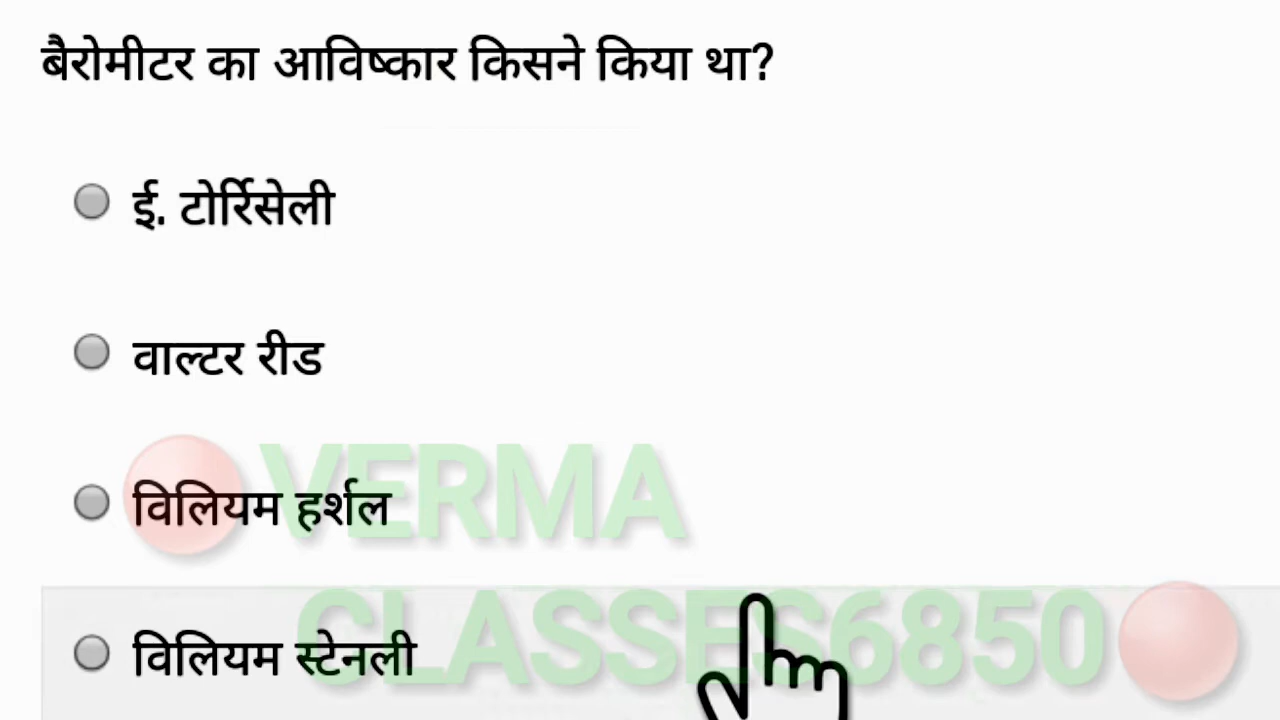 बैरोमीटर का आविष्कार किसने किया था?
ई. टोर्रिसेली
वाल्टर रीड
विलियम हर्शल
VERMA
CLASSES6850
विलियम स्टेनली